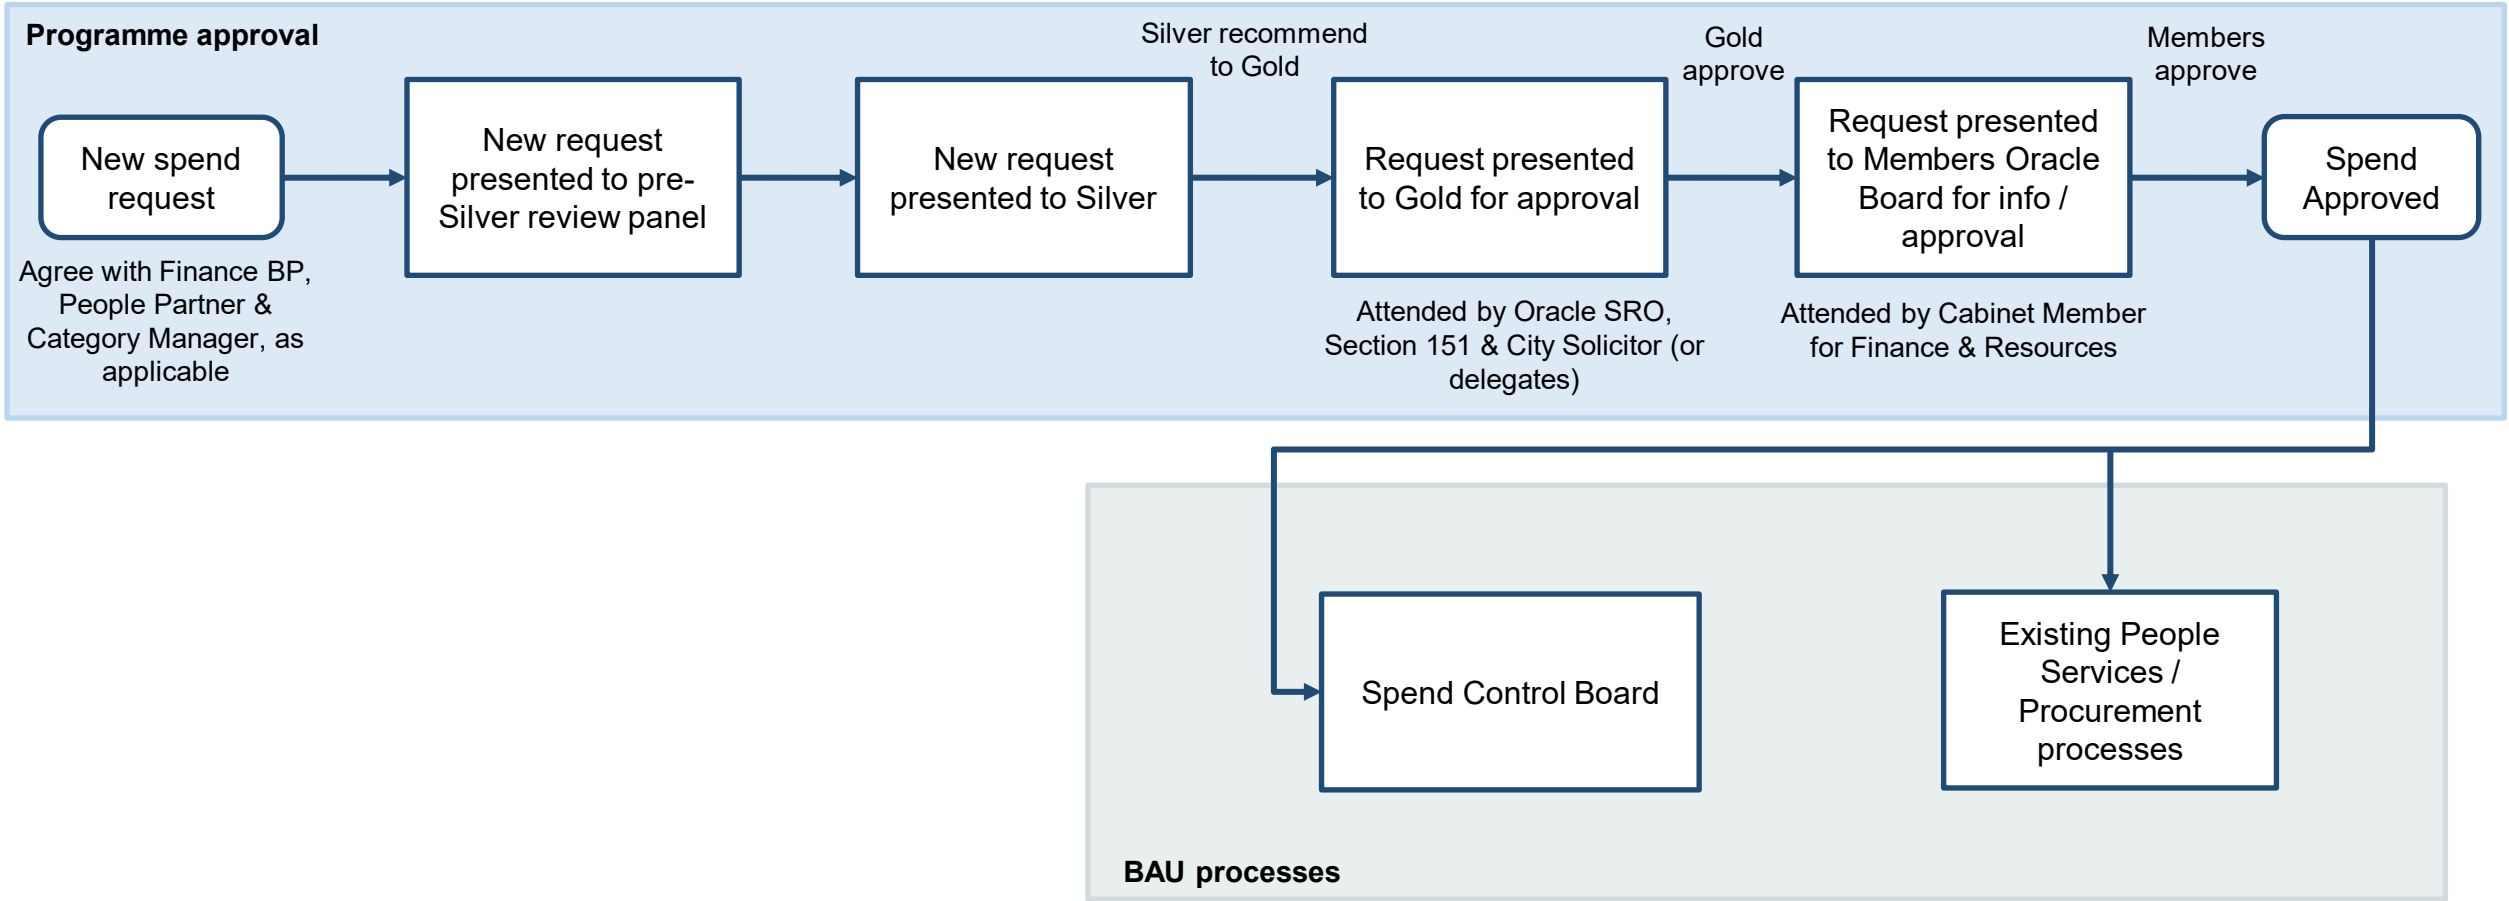 Programme approval
Silver recommend
to Gold
Gold
approve
Members
approve
New spend
request
New request
presented to pre-
Silver review panel
New request
presented to Silver
Request presented
to Gold for approval
Request presented
to Members Oracle
Board for info /
approval
Spend
Approved
Agree with Finance BP,
People Partner &
Category Manager, as
applicable
Attended by Oracle SRO,
Section 151 & City Solicitor (or
delegates)
Attended by Cabinet Member
for Finance & Resources
Spend Control Board
Existing People
Services /
Procurement
processes
BAU processes